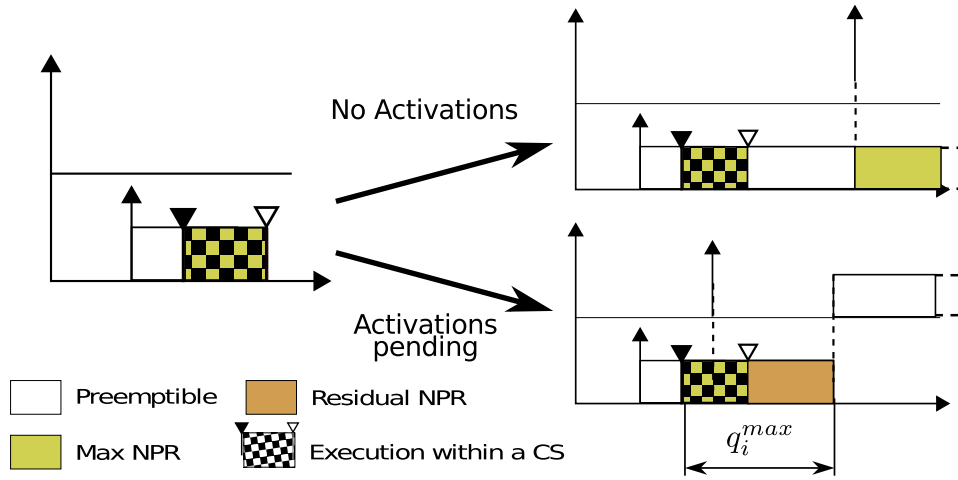 No Activations
Activations
pending
q_i^{max}
Preemptible
Residual NPR
Max NPR
Execution within a CS